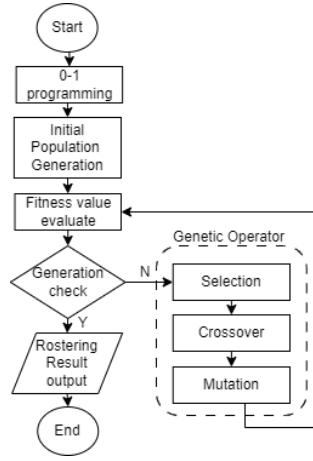 Start
0-1
programming
Initial
Population
Generation
Fitness value
evaluate
Genetic Operator
Generation
check
N
Selection
Crossover
Mutation
Y
Rostering
Result
output
End